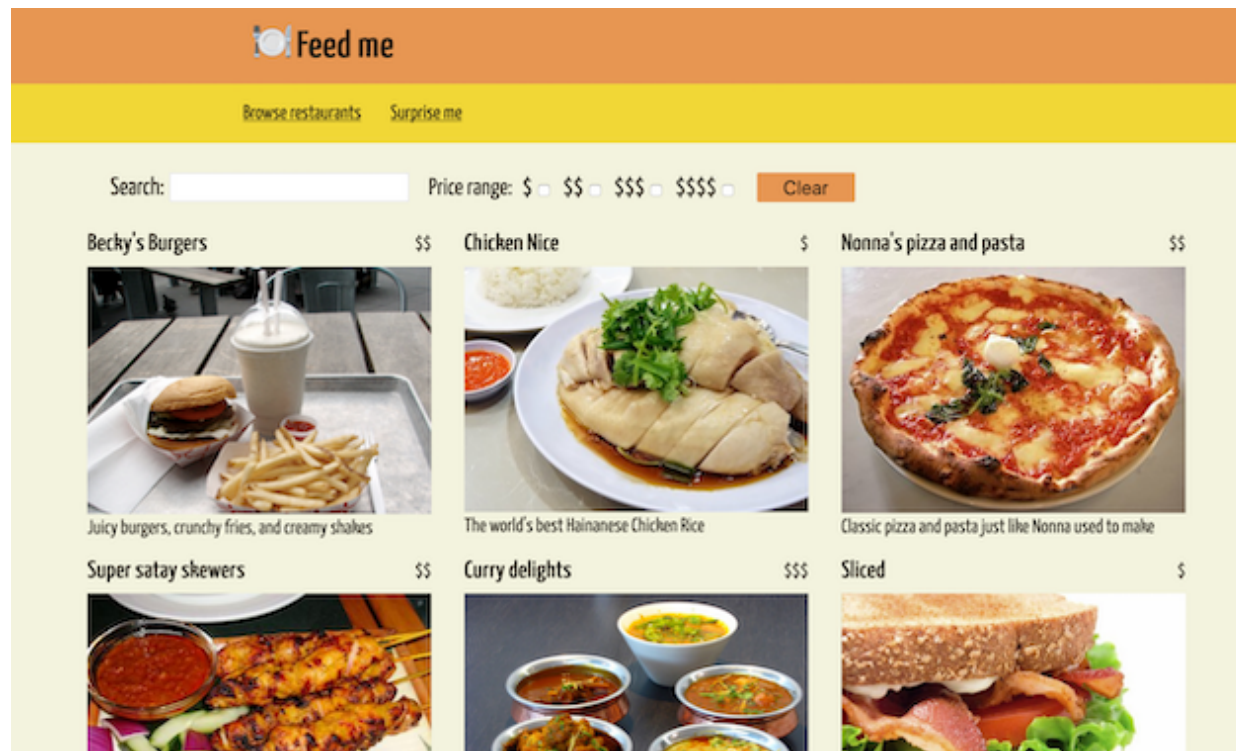 Feed me
Browse restaurants Surprise me
Search: Price range: $ $$ $$$ $$$$ Clear
Becky's Burgers $$
Chicken Nice $
Nonna's pizza and pasta $$
Juicy burgers, crunchy fries, and creamy shakes
The world's best Hainanese Chicken Rice
Classic pizza and pasta just like Nonna used to make
Super satay skewers $$
Curry delights $$$
Sliced $